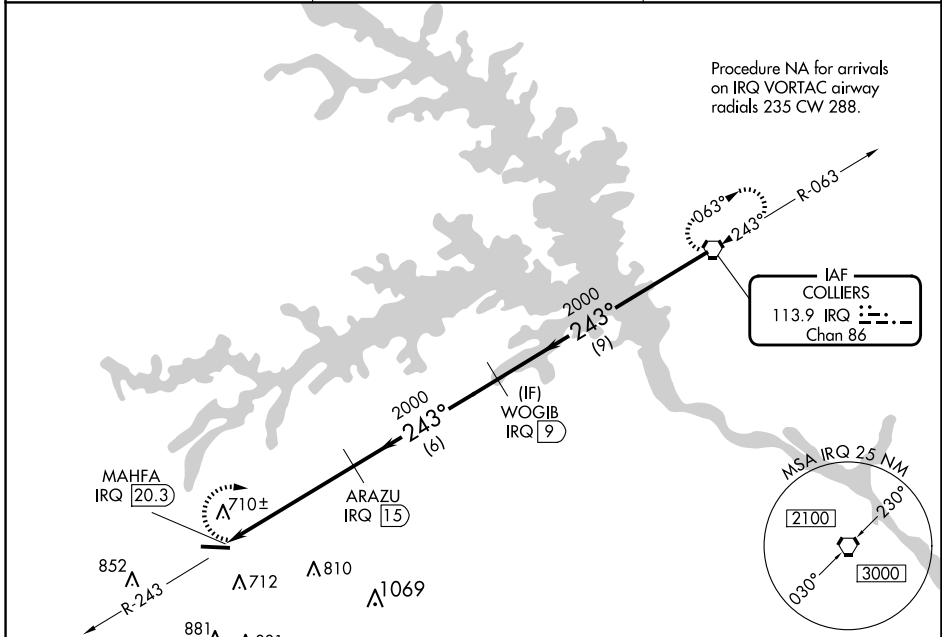 Procedure NA for arrivals
on IRQ VORTAC airway
radials 235 CW 288.
R-063
063°
243°
IAF
COLLIERS
113.9 IRQ
Chan 86
2000
243°
(9)
(IF)
WOGIB
IRQ 9
2000
243°
(6)
ARAZU
IRQ 15
MAHFA
IRQ 20.3
710±
MSA IRQ 25 NM
230°
2100
3000
030°
852
712
810
1069
R-243
881